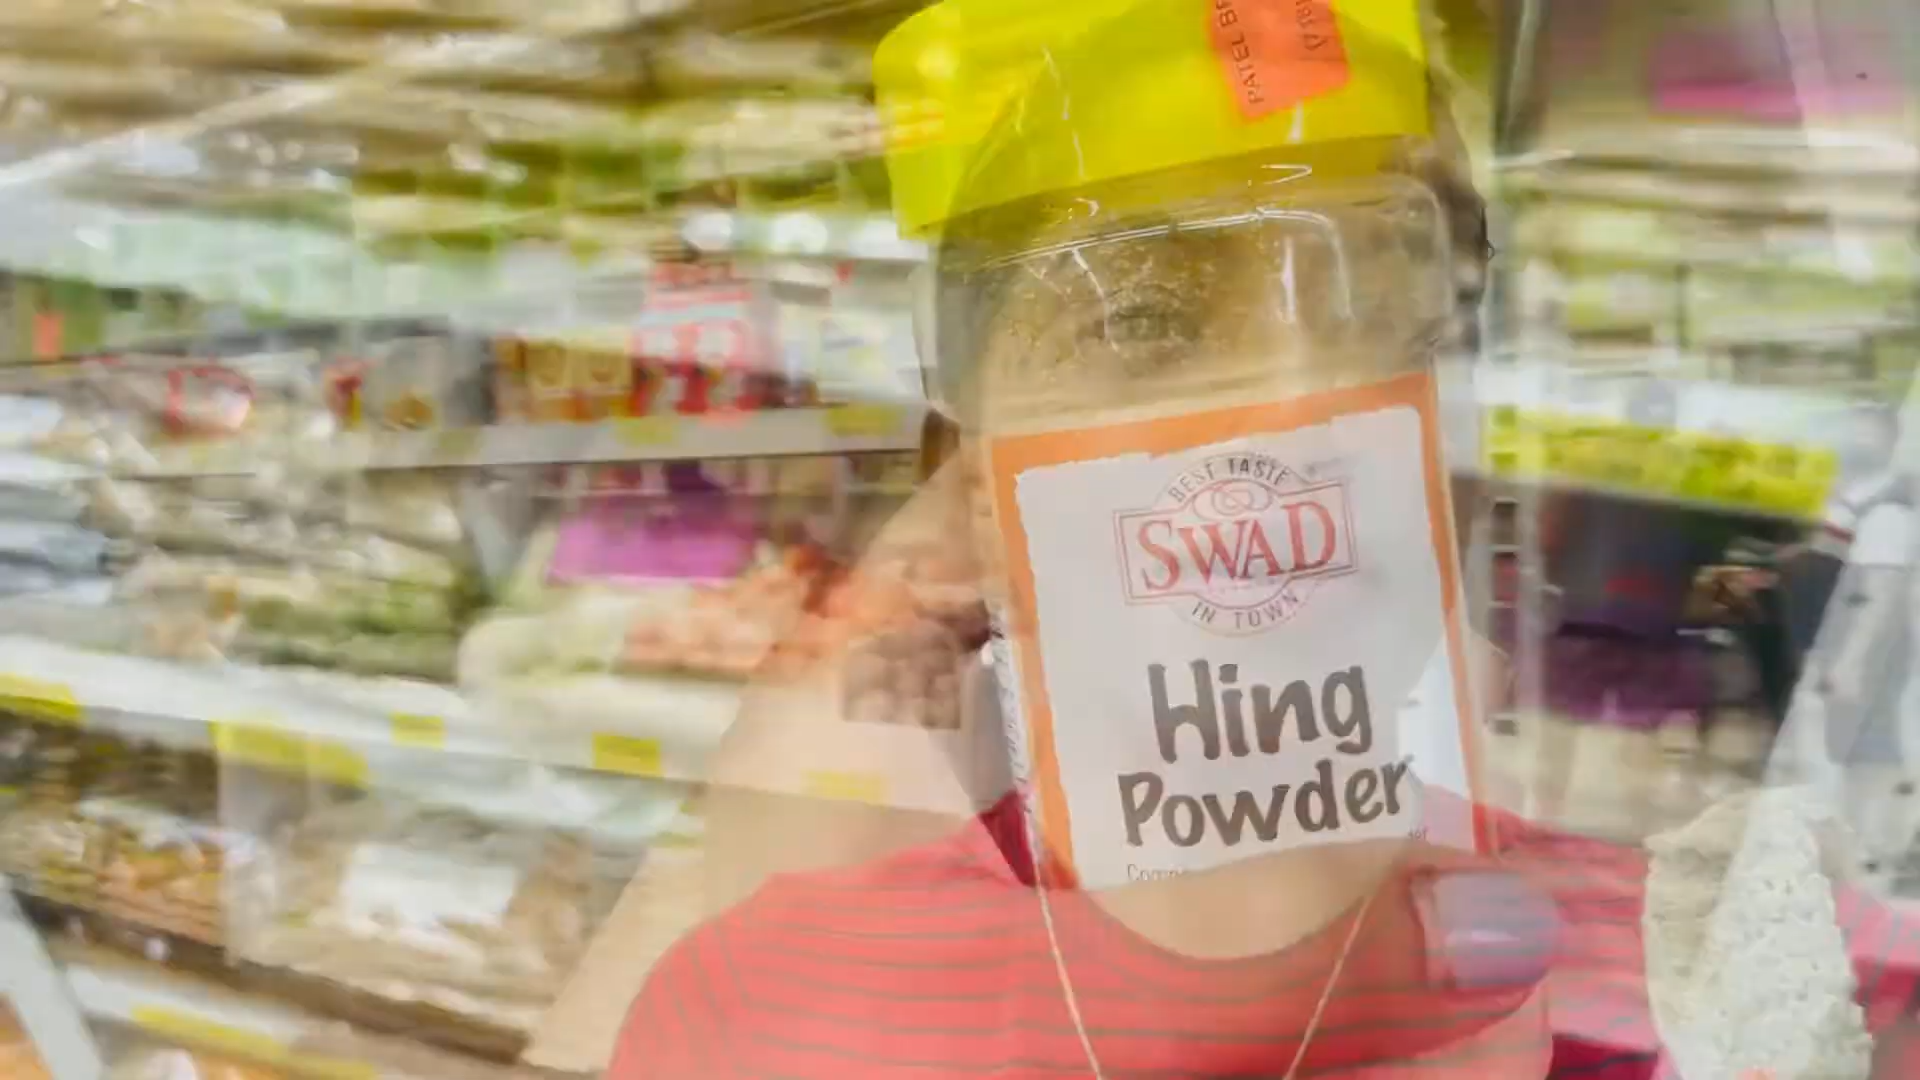 PATEL BR
BEST TASTE
SWAD
IN TOWN
Hing
Powder